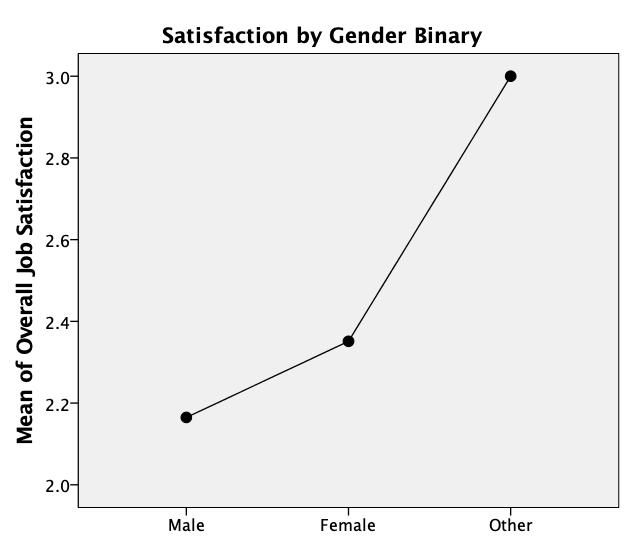 Satisfaction by Gender Binary
Mean of Overall Job Satisfaction
3.0
2.8
2.6
2.4
2.2
2.0
Male Female Other